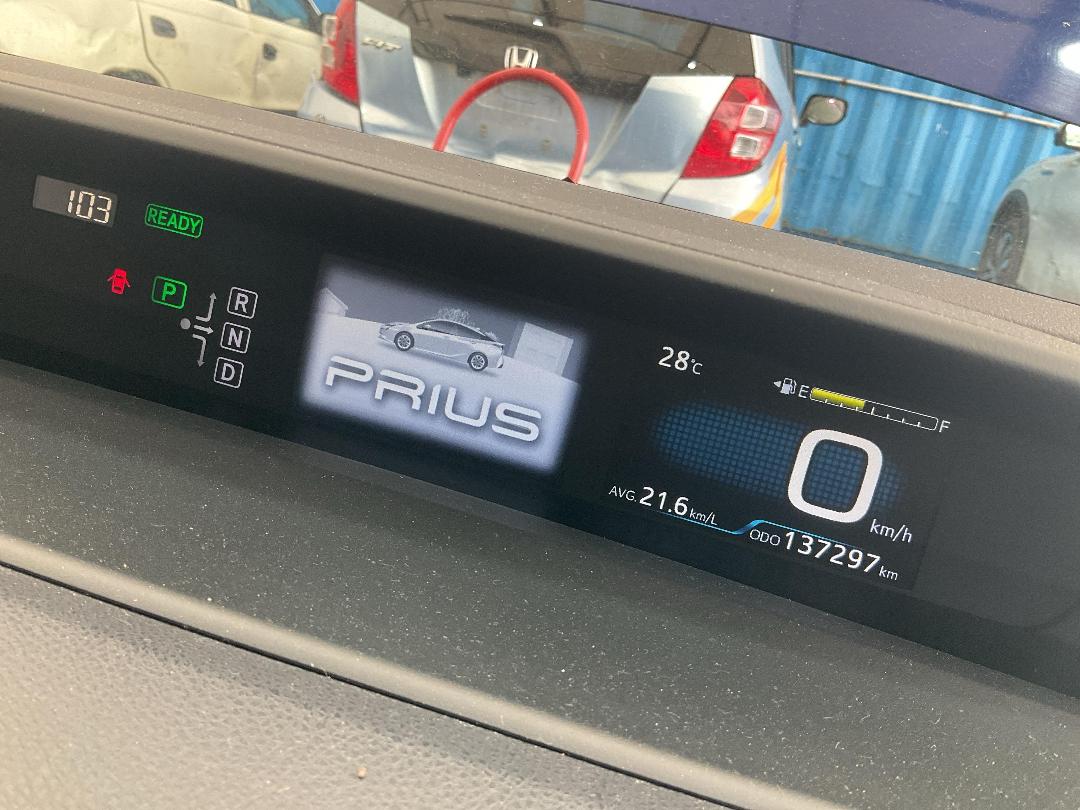 103
READY
P
R
N
D
PRIUS
28°C
E F
0 km/h
AVG. 21.6 km/L
ODO 137297 km